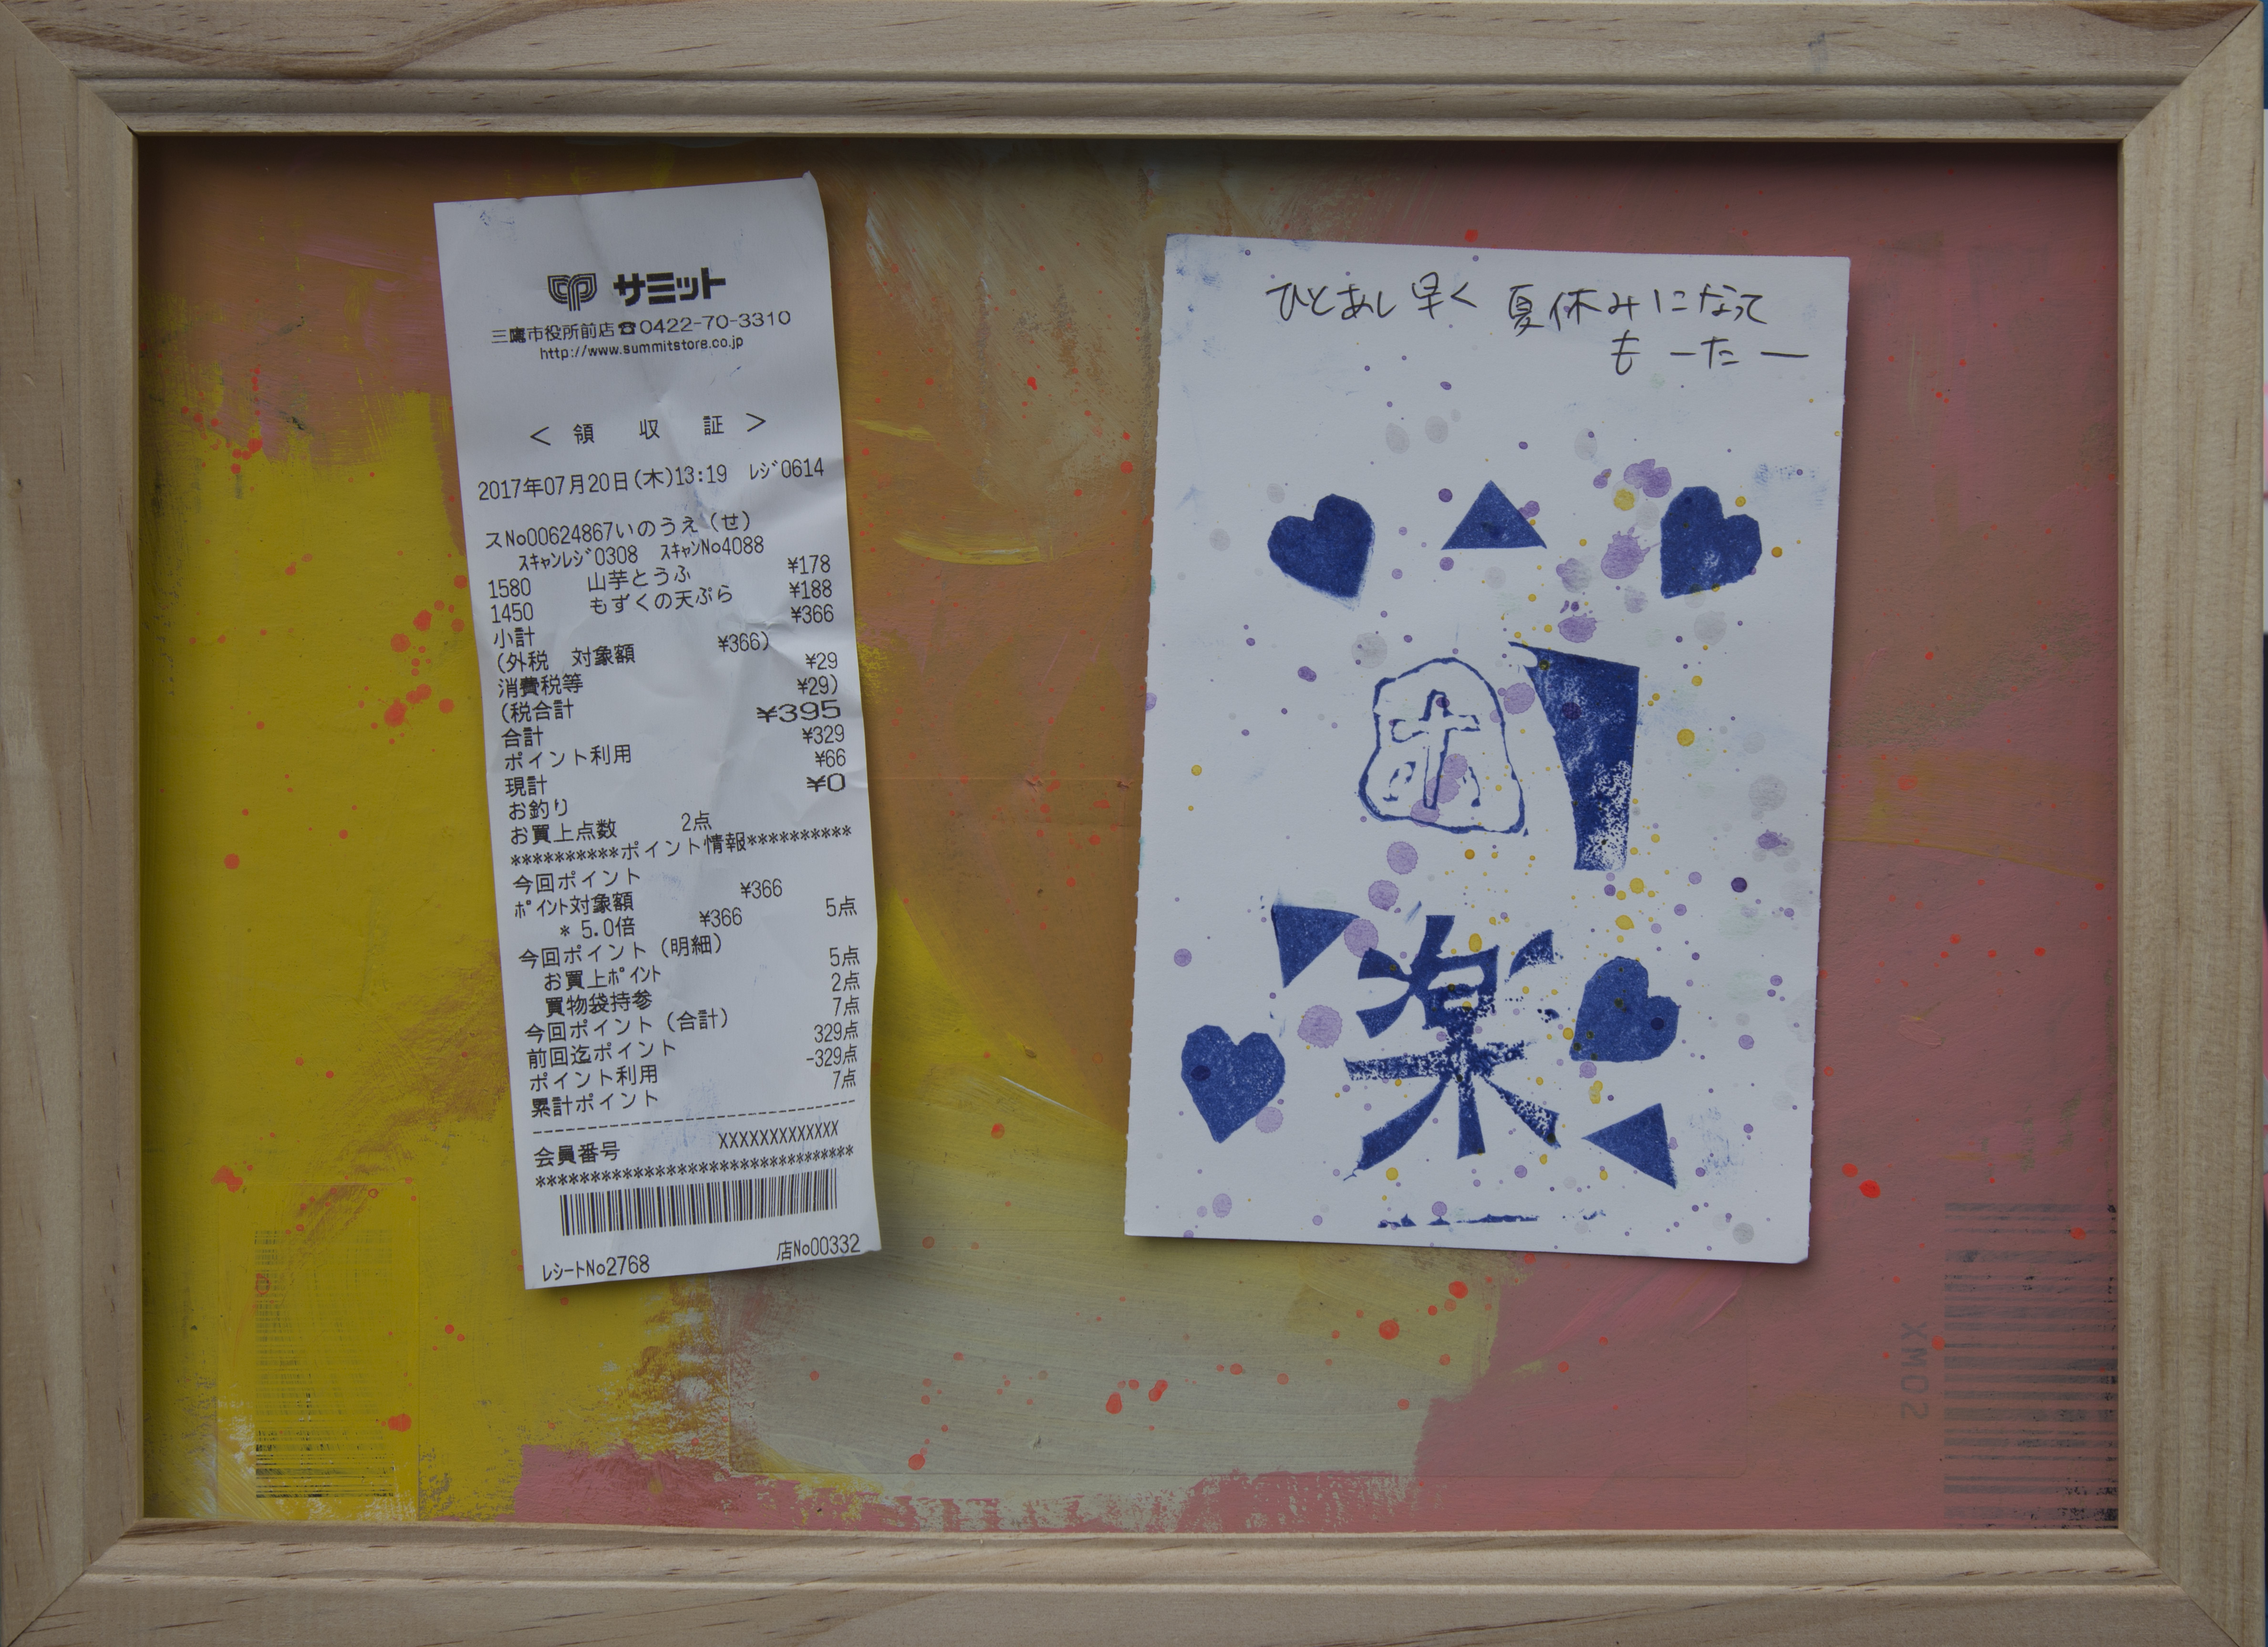 サミット
三鷹市役所前店☎0422-70-3310
http://www.summitstore.co.jp
＜ 領 収 証 ＞
2017年07月20日(木)13:19 ﾚｼﾞ0614
スNo00624867いのうえ（せ）
ｽｷｬﾝﾚｼﾞ0308 ｽｷｬﾝNo4088
1580 山芋とうふ ¥178
1450 もずくの天ぷら ¥188
小計 ¥366
(外税 対象額 ¥366)
消費税等 ¥29
(税合計 ¥29)
合計 ¥395
ポイント利用 ¥329
現計 ¥66
お釣り ¥0
お買上点数 2点
**********ポイント情報**********
今回ポイント
ﾎﾟｲﾝﾄ対象額 ¥366
* 5.0倍 ¥366 5点
今回ポイント（明細）
お買上ﾎﾟｲﾝﾄ 5点
買物袋持参 2点
今回ポイント（合計） 7点
前回迄ポイント 329点
ポイント利用 -329点
累計ポイント 7点
会員番号 XXXXXXXXXXXXX
レシートNo2768 店No00332
ひとあし早く 夏休みになって
も－た－
楽
SOMX